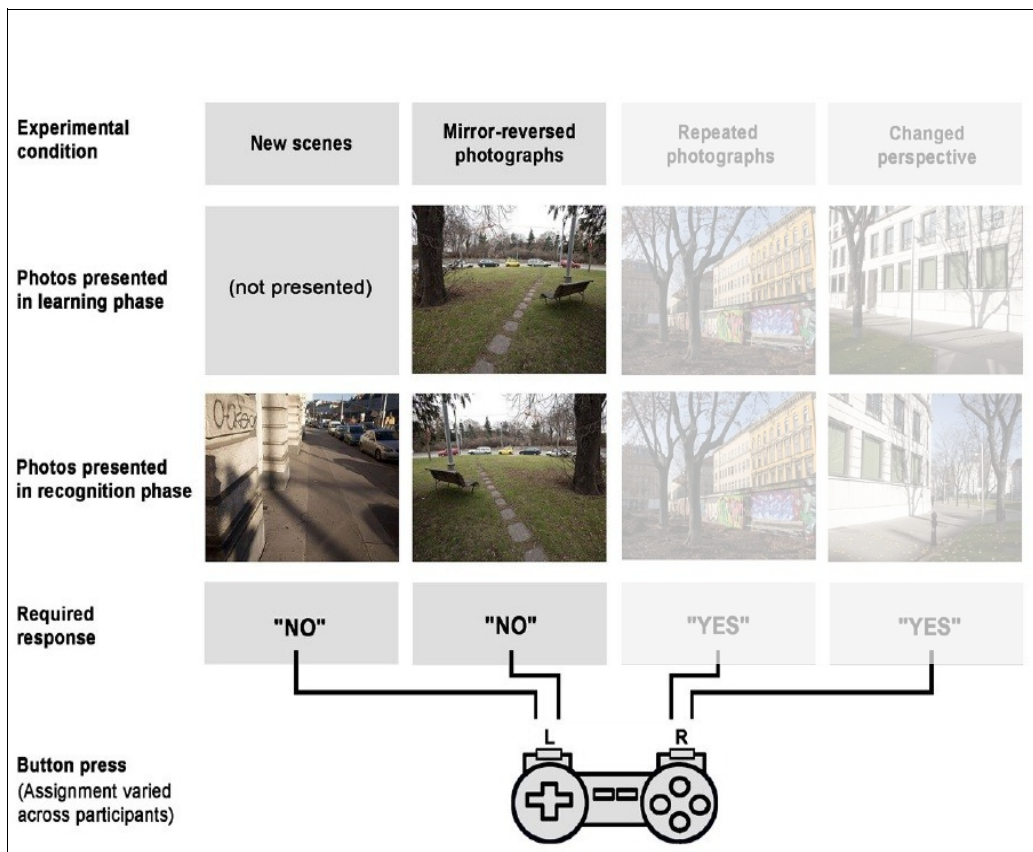 Experimental
condition
New scenes
Mirror-reversed
photographs
Repeated
photographs
Changed
perspective
Photos presented
in learning phase
(not presented)
Photos presented
in recognition phase
Required
response
"NO"
"NO"
"YES"
"YES"
L
R
Button press
(Assignment varied
across participants)